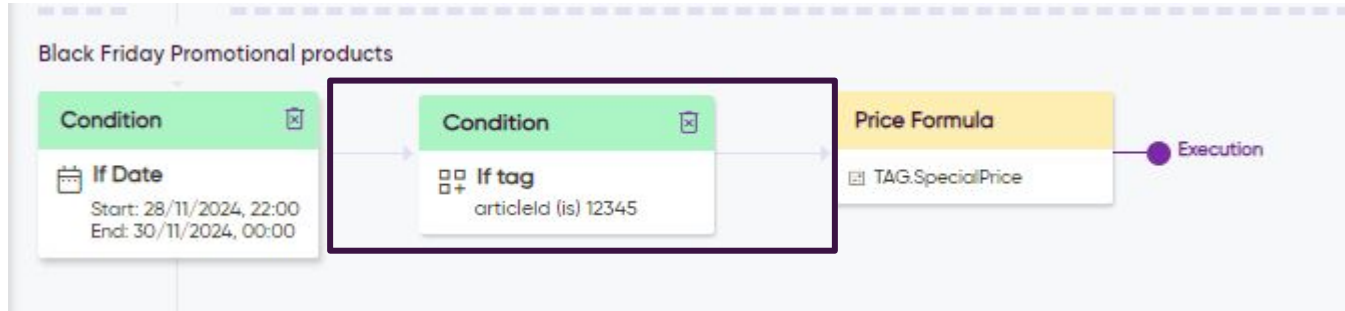 Black Friday Promotional products
Condition
If Date
Start: 28/11/2024, 22:00
End: 30/11/2024, 00:00
Condition
If tag
articleId (is) 12345
Price Formula
TAG.SpecialPrice
Execution